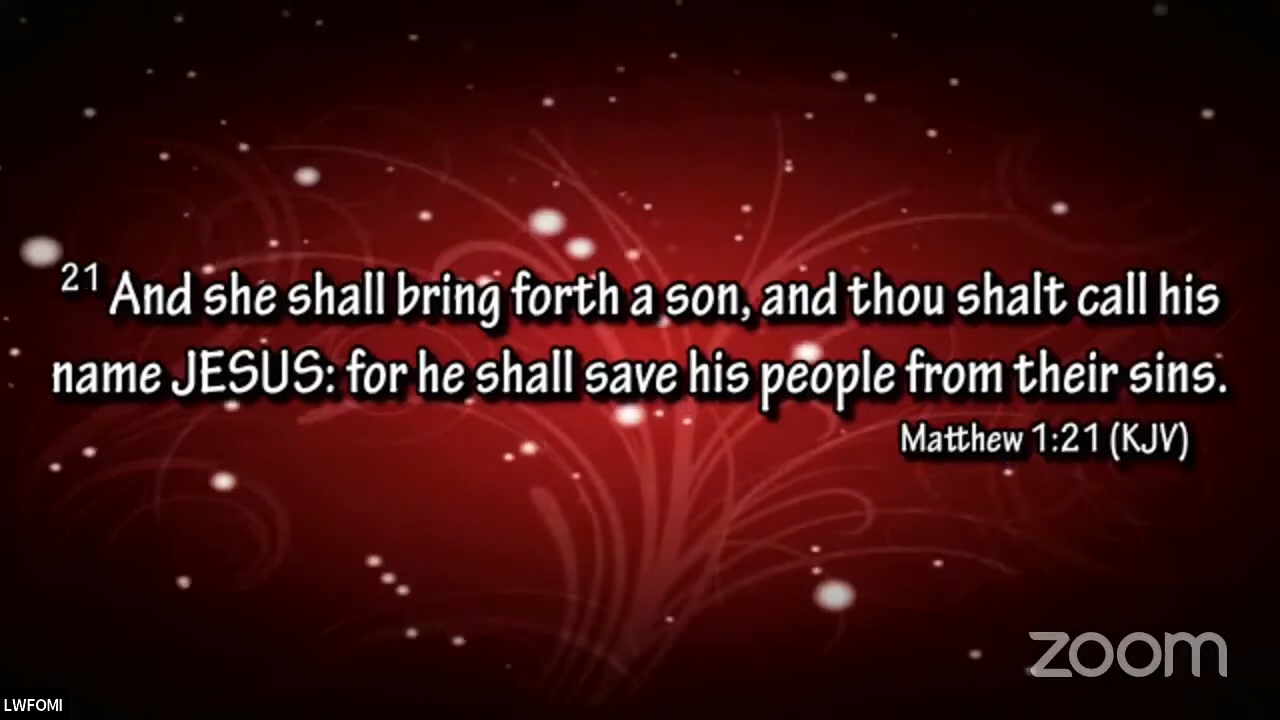 21 And she shall bring forth a son, and thou shalt call his
name JESUS: for he shall save his people from their sins.
Matthew 1:21 (KJV)
zoom
LWFOMI